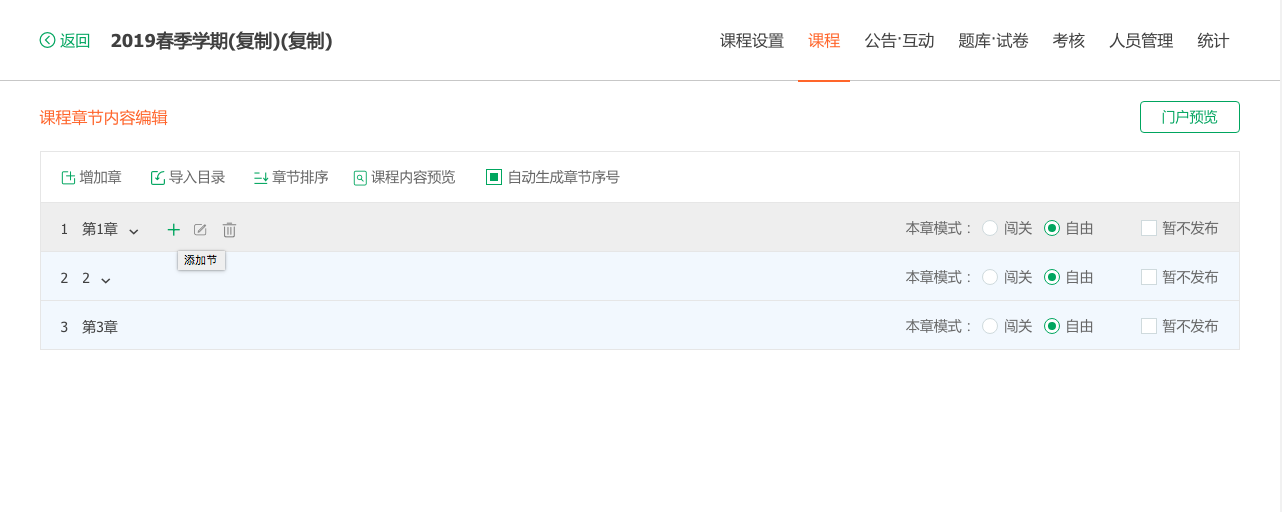 返回 2019春季学期(复制)(复制) 课程设置 课程 公告·互动 题库·试卷 考核 人员管理 统计
课程章节内容编辑 门户预览
增加章 导入目录 章节排序 课程内容预览 自动生成章节序号
1 第1章 本章模式： 闯关 自由 暂不发布
添加节
2 2 本章模式： 闯关 自由 暂不发布
3 第3章 本章模式： 闯关 自由 暂不发布